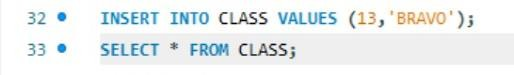 32 INSERT INTO CLASS VALUES (13,'BRAVO');
33 SELECT * FROM CLASS;